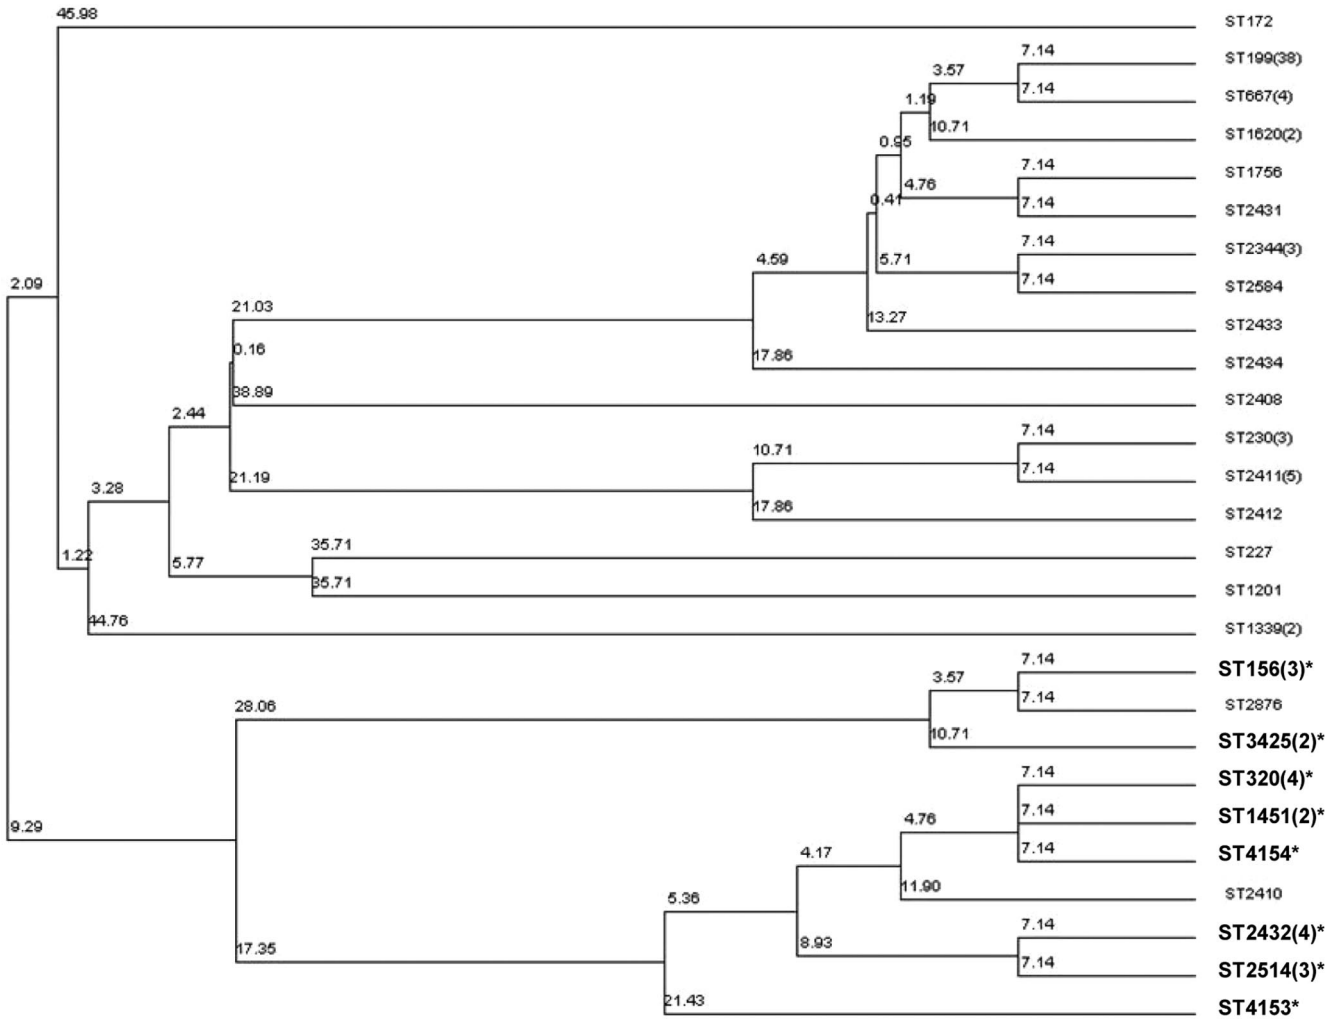 45.98
ST172
7.14
ST199(38)
3.57
7.14
ST667(4)
1.19
10.71
ST1620(2)
0.95
7.14
ST1756
4.76
7.14
ST2431
0.41
7.14
ST2344(3)
4.59
5.71
7.14
ST2584
2.09
21.03
13.27
ST2433
0.16
17.86
ST2434
38.89
ST2408
2.44
7.14
ST230(3)
10.71
7.14
ST2411(5)
3.28
21.19
17.86
ST2412
1.22
5.77
35.71
ST227
35.71
ST1201
44.76
ST1339(2)
7.14
ST156(3)*
3.57
7.14
ST2876
28.06
10.71
ST3425(2)*
7.14
ST320(4)*
9.29
4.76
7.14
ST1451(2)*
4.17
7.14
ST4154*
5.36
11.90
ST2410
7.14
ST2432(4)*
17.35
8.93
7.14
ST2514(3)*
21.43
ST4153*